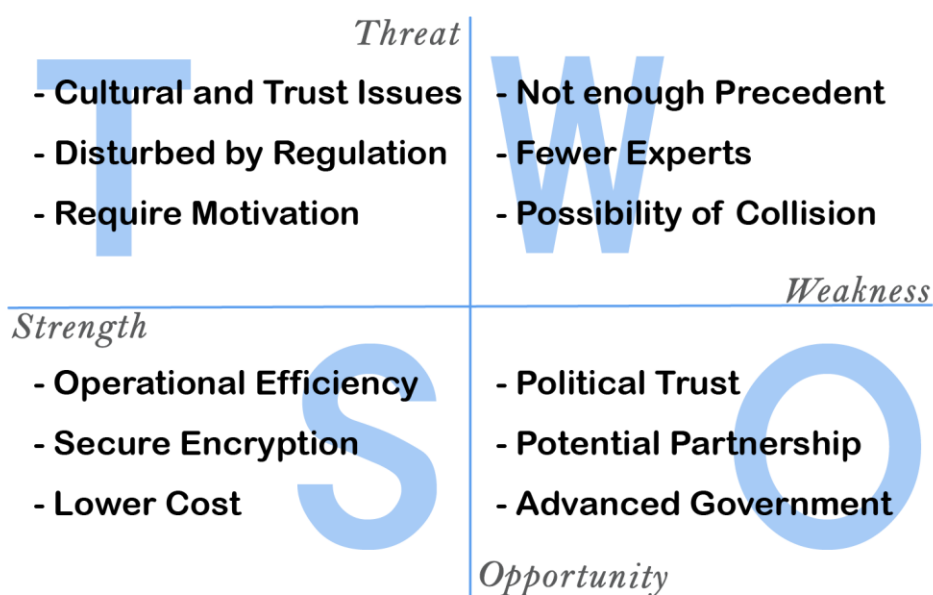 Threat
T
- Cultural and Trust Issues
- Disturbed by Regulation
- Require Motivation
W
- Not enough Precedent
- Fewer Experts
- Possibility of Collision
Weakness
Strength
S
- Operational Efficiency
- Secure Encryption
- Lower Cost
O
- Political Trust
- Potential Partnership
- Advanced Government
Opportunity